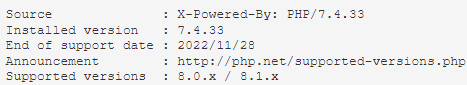 Source : X-Powered-By: PHP/7.4.33
Installed version : 7.4.33
End of support date : 2022/11/28
Announcement : http://php.net/supported-versions.php
Supported versions : 8.0.x / 8.1.x